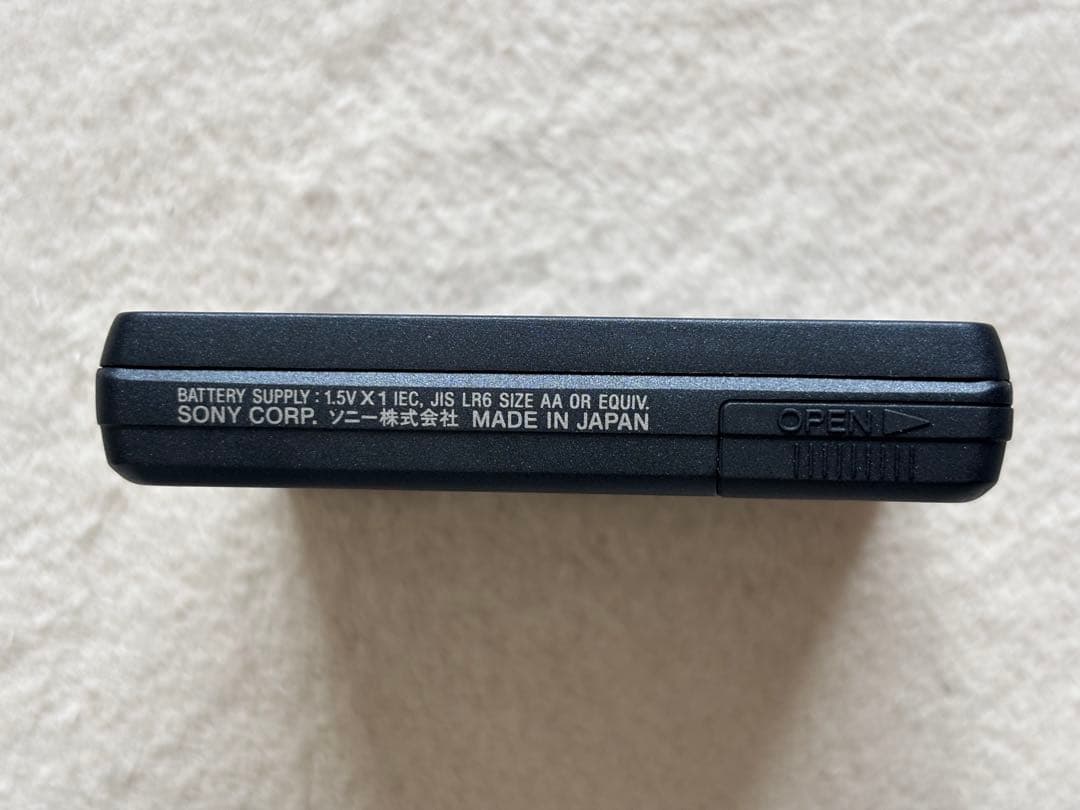 BATTERY SUPPLY : 1.5V X 1 IEC, JIS LR6 SIZE AA OR EQUIV.
SONY CORP. ソニー株式会社 MADE IN JAPAN
OPEN